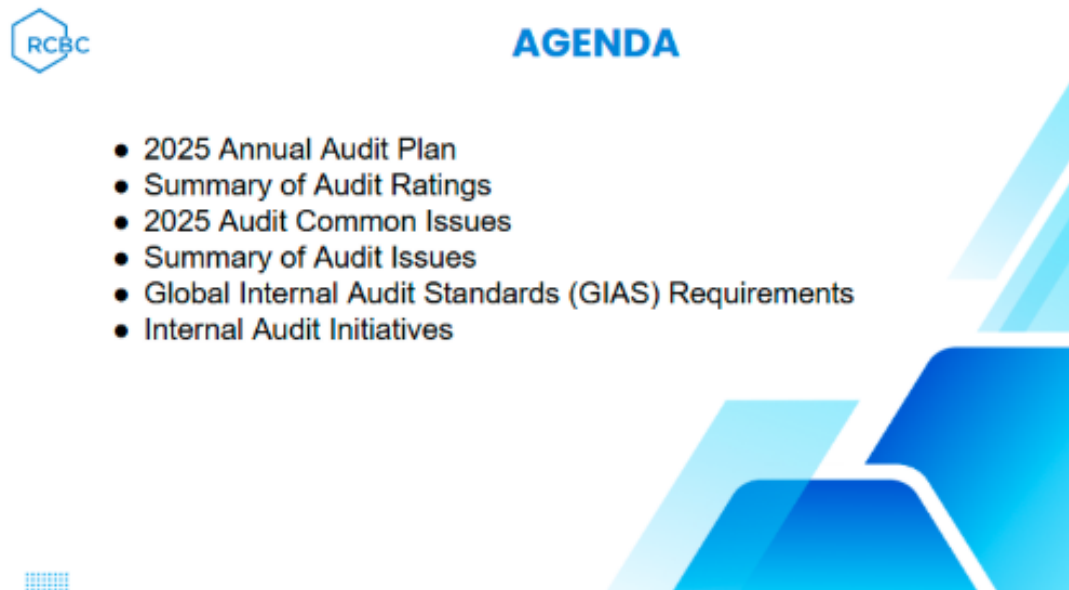 RCBC
AGENDA
● 2025 Annual Audit Plan
● Summary of Audit Ratings
● 2025 Audit Common Issues
● Summary of Audit Issues
● Global Internal Audit Standards (GIAS) Requirements
● Internal Audit Initiatives